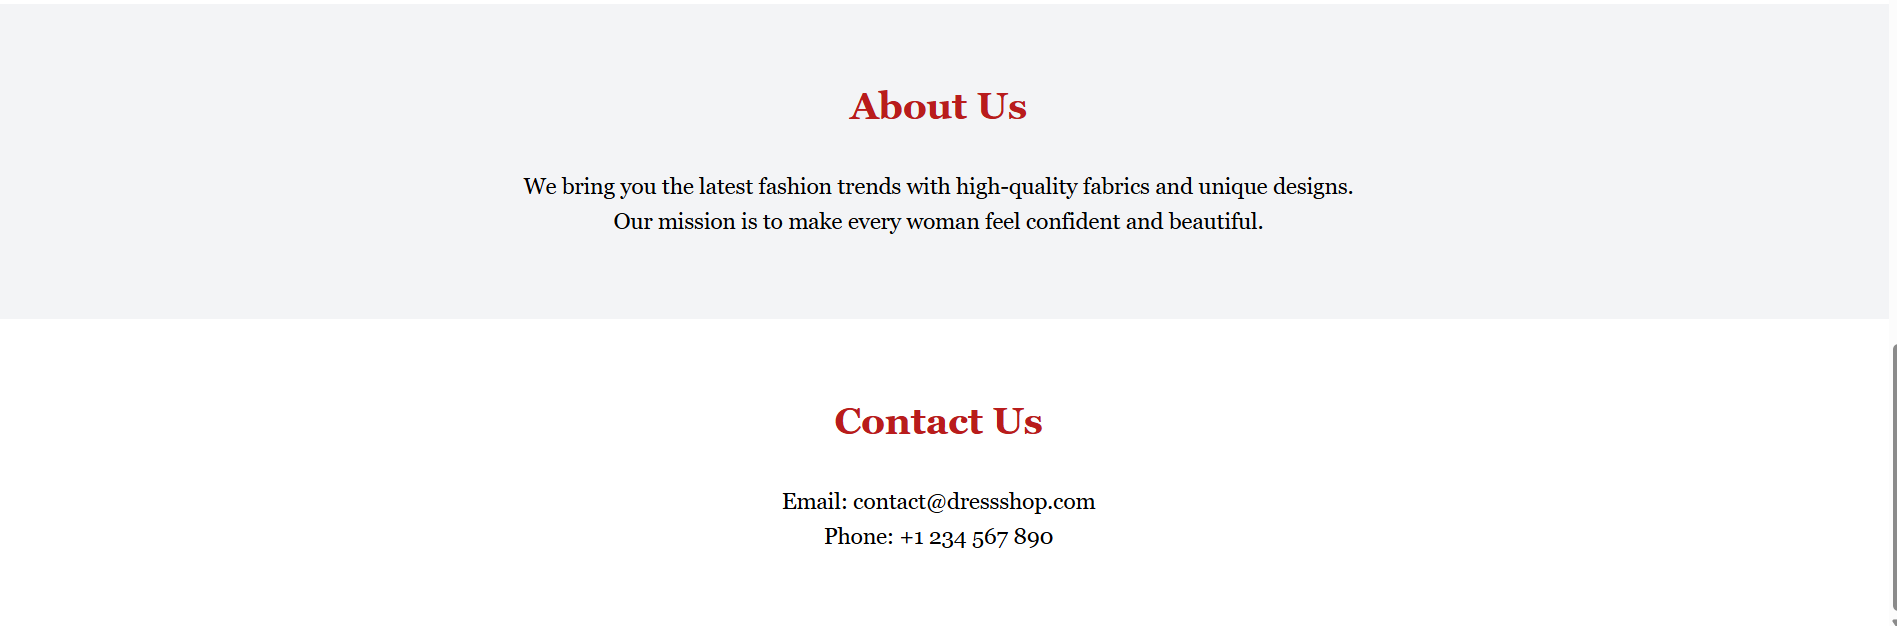 About Us
We bring you the latest fashion trends with high-quality fabrics and unique designs.
Our mission is to make every woman feel confident and beautiful.
Contact Us
Email: contact@dressshop.com
Phone: +1 234 567 890